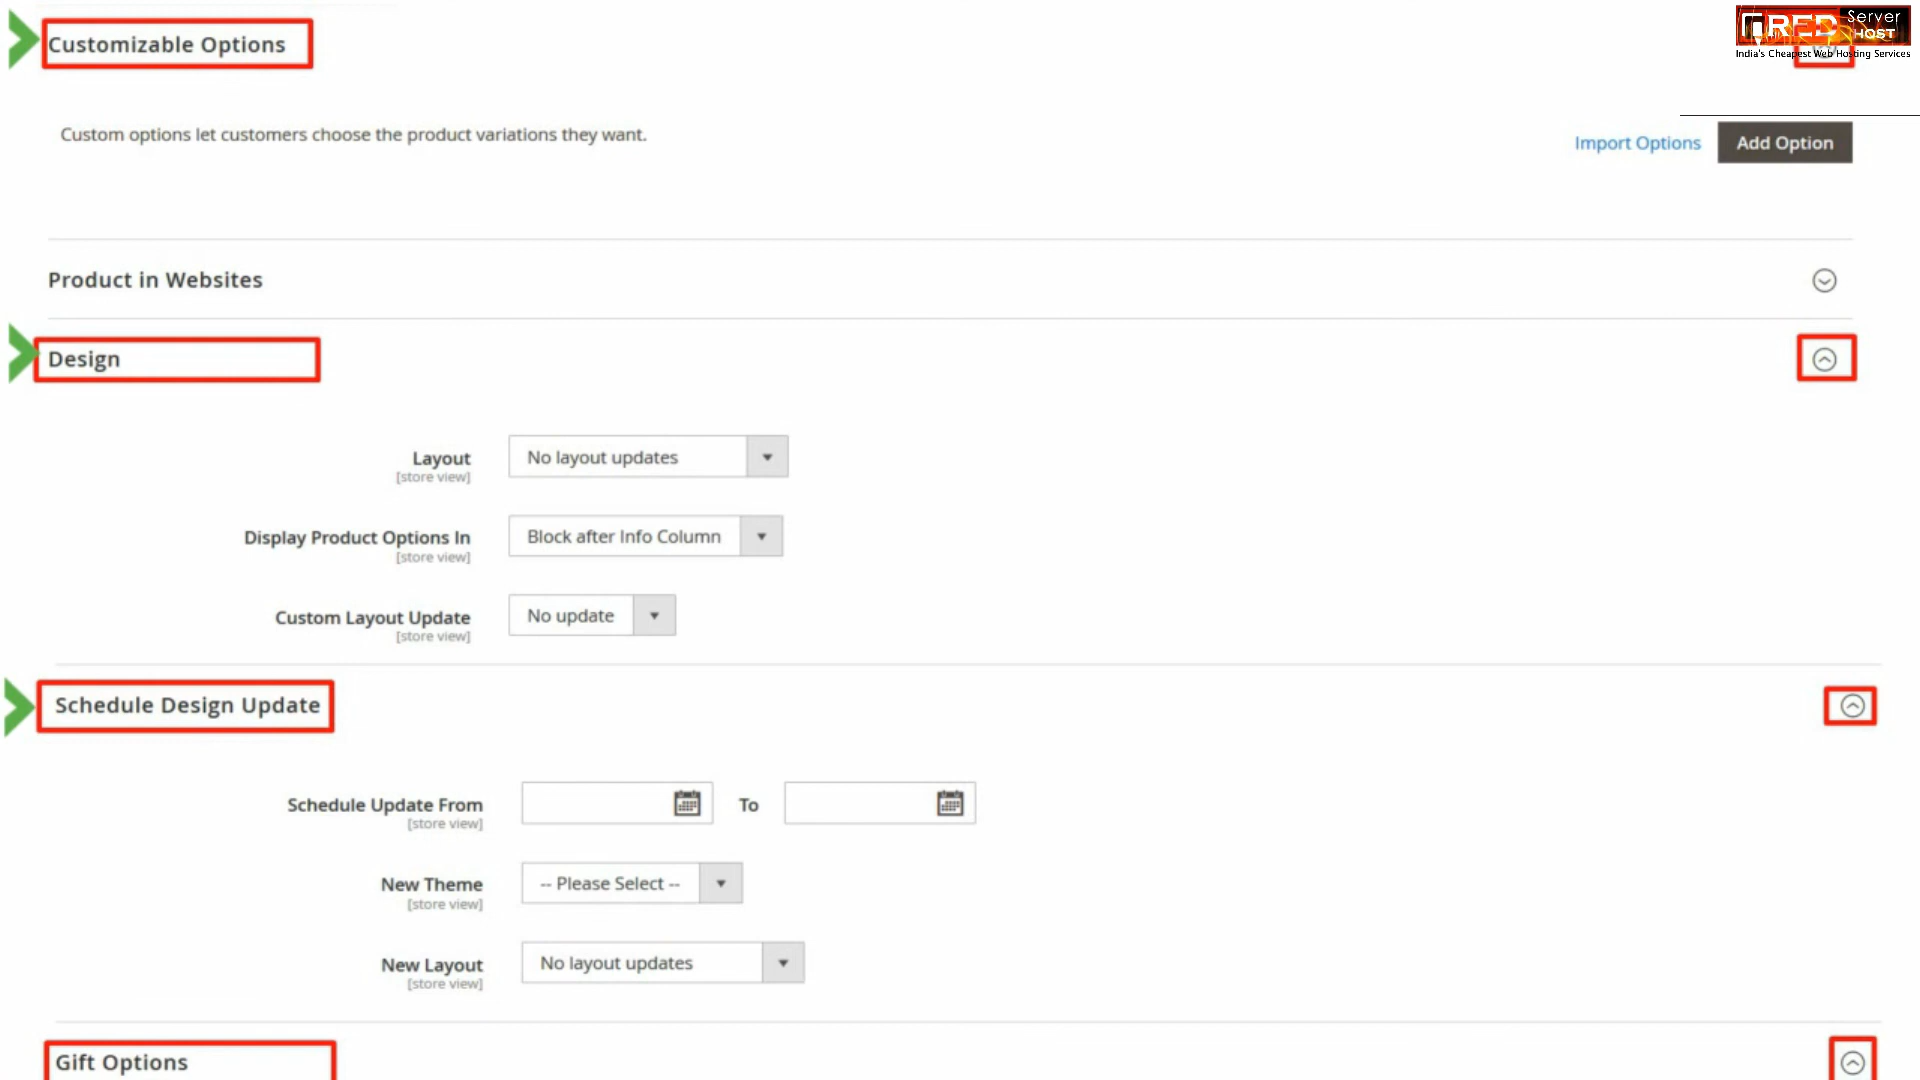 Customizable Options
RED Server HOST
India's Cheapest Web Hosting Services
Custom options let customers choose the product variations they want.
Import Options
Add Option
Product in Websites
Design
Layout
[store view]
No layout updates
Display Product Options In
[store view]
Block after Info Column
Custom Layout Update
[store view]
No update
Schedule Design Update
Schedule Update From
[store view]
To
New Theme
[store view]
-- Please Select --
New Layout
[store view]
No layout updates
Gift Options